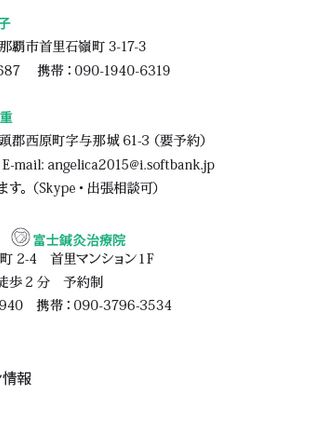 子
那覇市首里石嶺町 3-17-3
687　携帯：090-1940-6319
重
頭郡西原町字与那城 61-3（要予約）
E-mail: angelica2015@i.softbank.jp
ます。（Skype・出張相談可）
富士鍼灸治療院
町 2-4　首里マンション1F
徒歩 2 分　予約制
940　携帯：090-3796-3534
情報